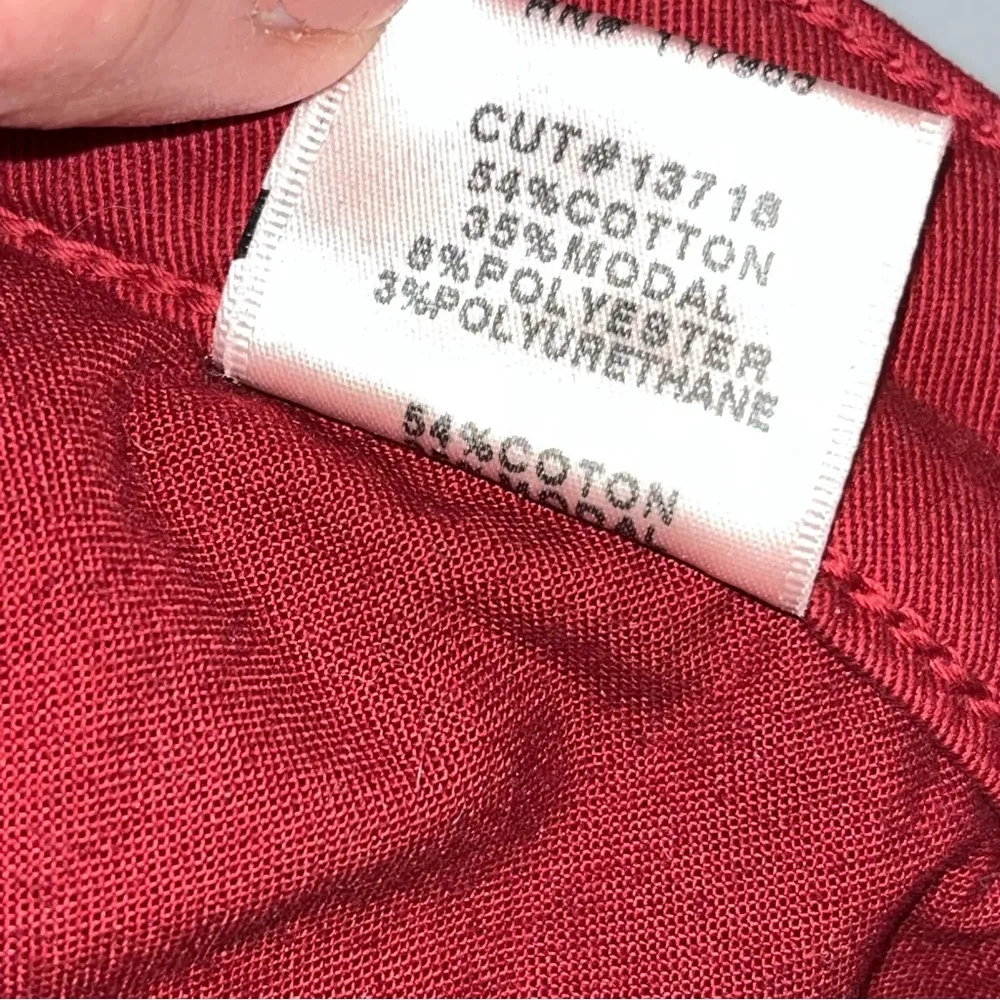 CUT#13718
54%COTTON
35%MODAL
8%POLYESTER
3%POLYURETHANE
54%COTON